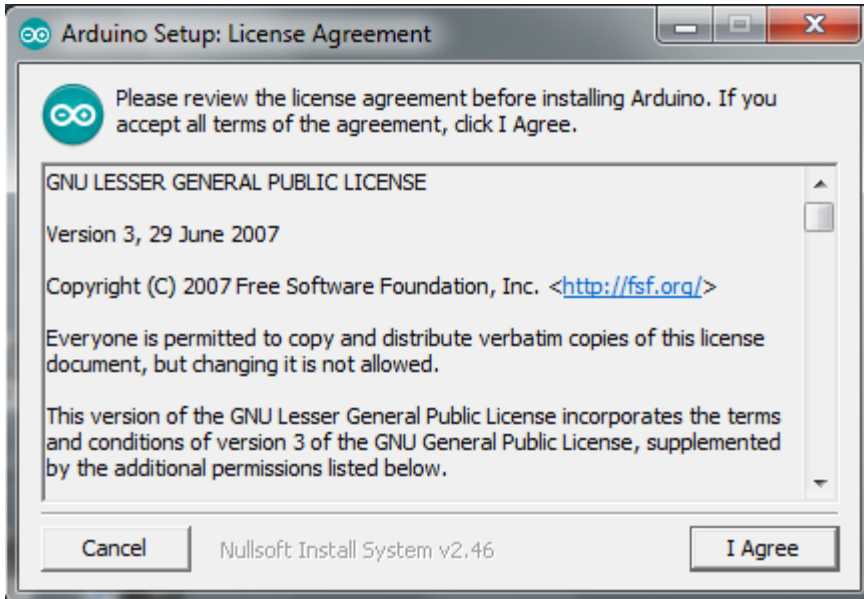 Arduino Setup: License Agreement
Please review the license agreement before installing Arduino. If you
accept all terms of the agreement, click I Agree.
GNU LESSER GENERAL PUBLIC LICENSE
Version 3, 29 June 2007
Copyright (C) 2007 Free Software Foundation, Inc. <http://fsf.org/>
Everyone is permitted to copy and distribute verbatim copies of this license
document, but changing it is not allowed.
This version of the GNU Lesser General Public License incorporates the terms
and conditions of version 3 of the GNU General Public License, supplemented
by the additional permissions listed below.
Cancel
Nullsoft Install System v2.46
I Agree